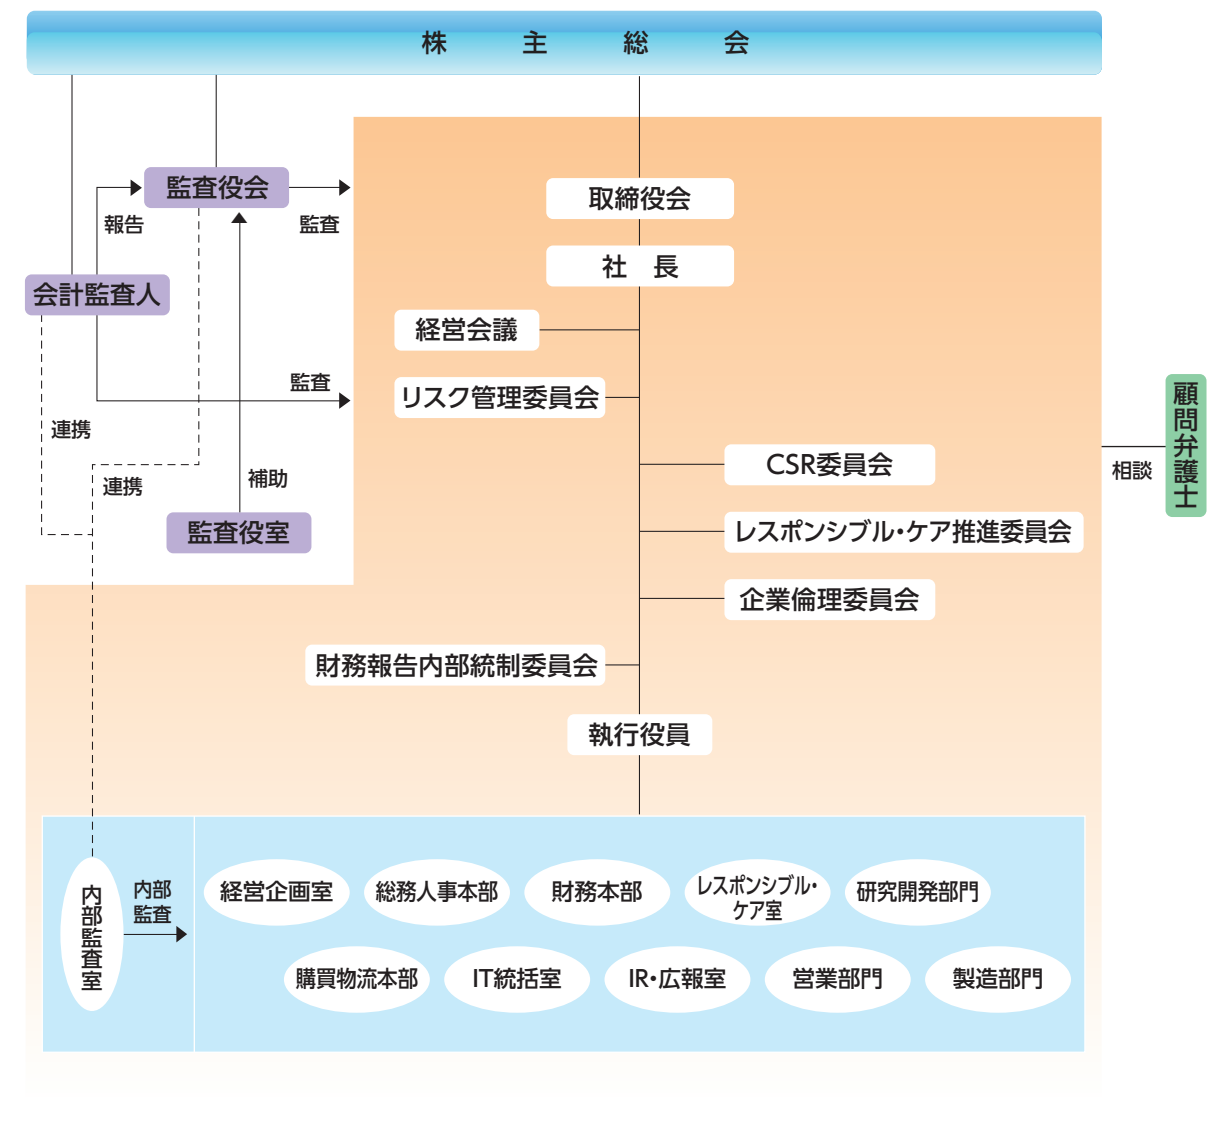 株主総会
監査役会
報告
監査
取締役会
社長
会計監査人
経営会議
監査
リスク管理委員会
顧問弁護士
連携
相談
CSR委員会
連携
補助
監査役室
レスポンシブル・ケア推進委員会
企業倫理委員会
財務報告内部統制委員会
執行役員
内部監査室
内部
監査
経営企画室
総務人事本部
財務本部
レスポンシブル・
ケア室
研究開発部門
購買物流本部
IT統括室
IR・広報室
営業部門
製造部門